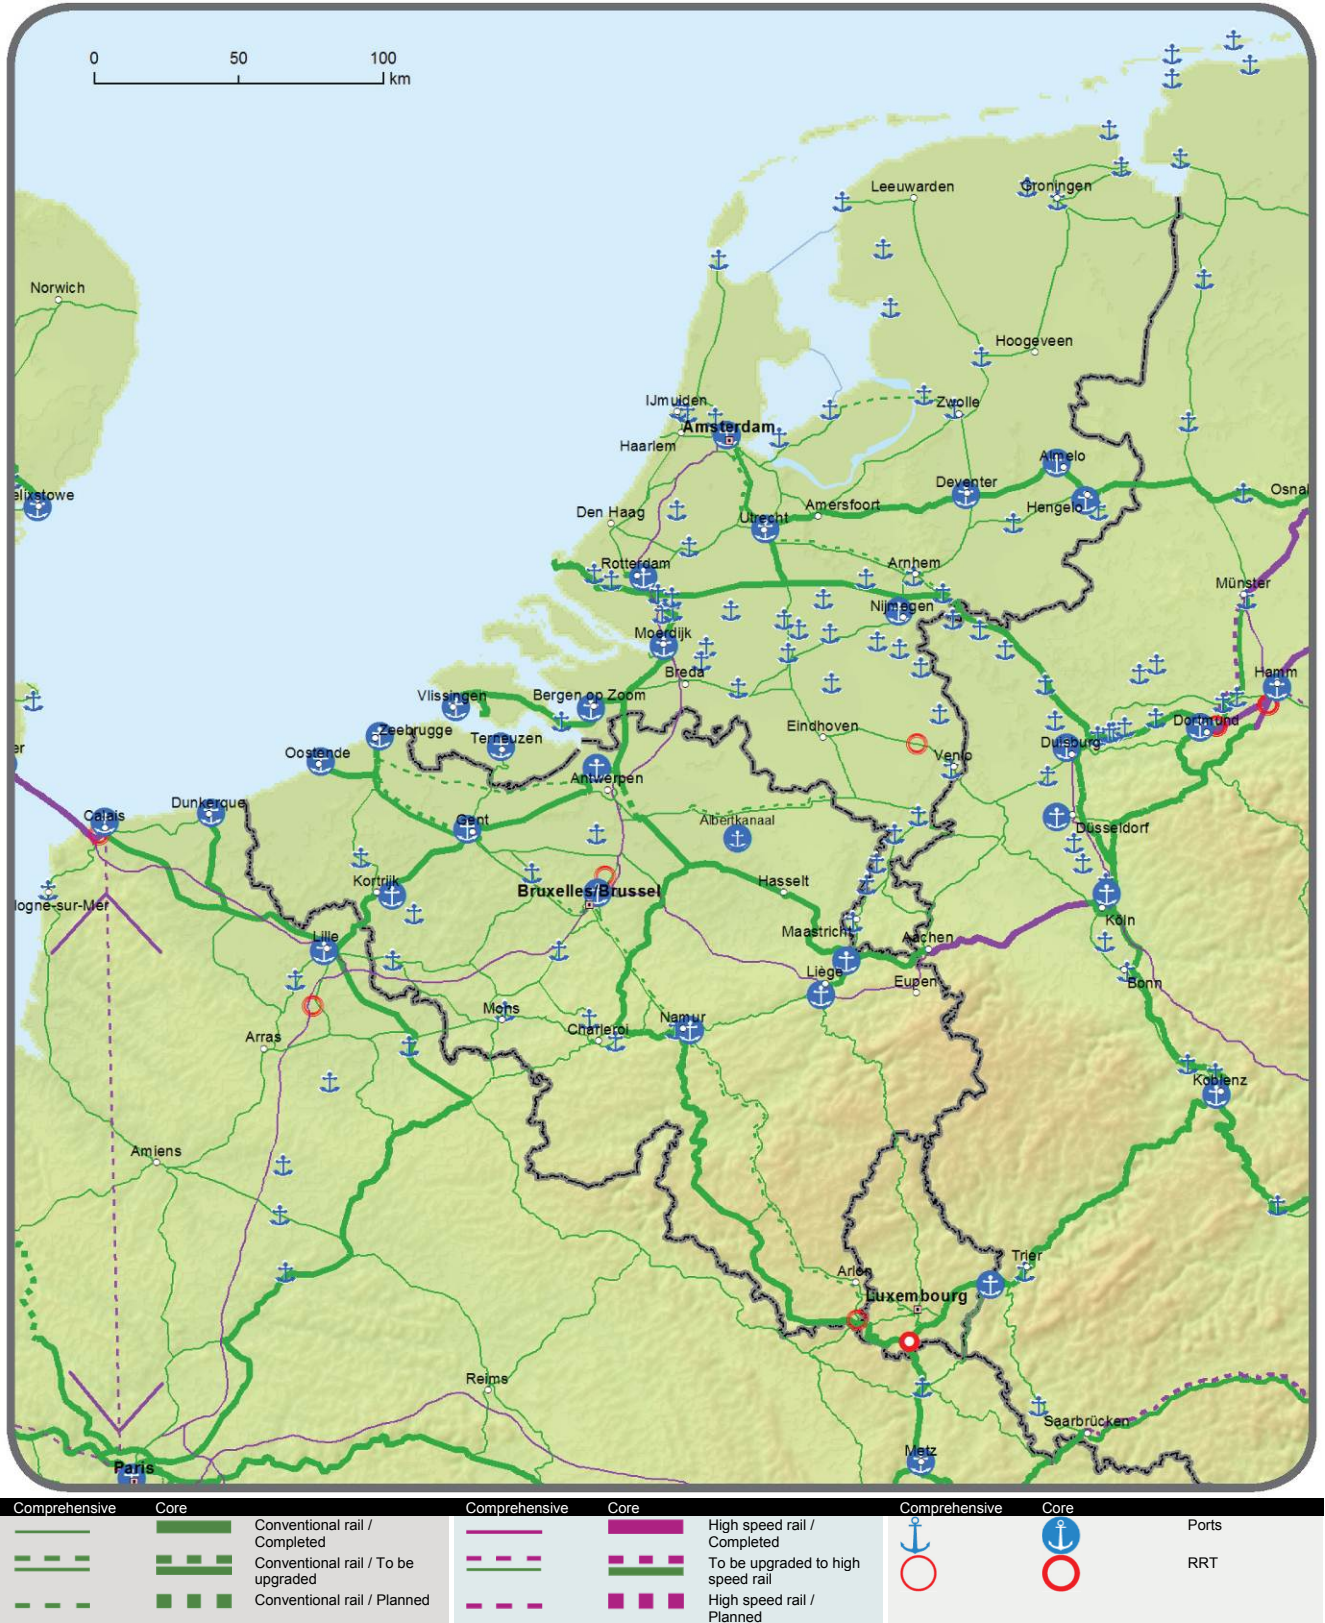 0 50 100
km
Leeuwarden
Groningen
Norwich
Hoogeveen
IJmuiden
Zwolle
Amsterdam
Haarlem
Almelo
Deventer
elixstowe
Osnal
Amersfoort
Hengelo
Den Haag
Utrecht
Rotterdam
Arnhem
Münster
Nijmegen
Moerdijk
Breda
Hamm
Vlissingen
Bergen op Zoom
Eindhoven
Dortmund
Zeebrugge
Terneuzen
Duisburg
er
Oostende
Venlo
Antwerpen
Dunkerque
Calais
Gent
Albertkanaal
Düsseldorf
Kortrijk
Hasselt
Bruxelles/Brussel
logne-sur-Mer
Köln
Lille
Maastricht
Aachen
Liège
Eupen
Bonn
Mons
Namur
Arras
Charleroi
Koblenz
Amiens
Trier
Arlon
Luxembourg
Reims
Saarbrücken
Metz
Paris
Comprehensive Core
Conventional rail /
Completed
Conventional rail / To be
upgraded
Conventional rail / Planned
Comprehensive Core
High speed rail /
Completed
To be upgraded to high
speed rail
High speed rail /
Planned
Comprehensive Core
Ports
RRT